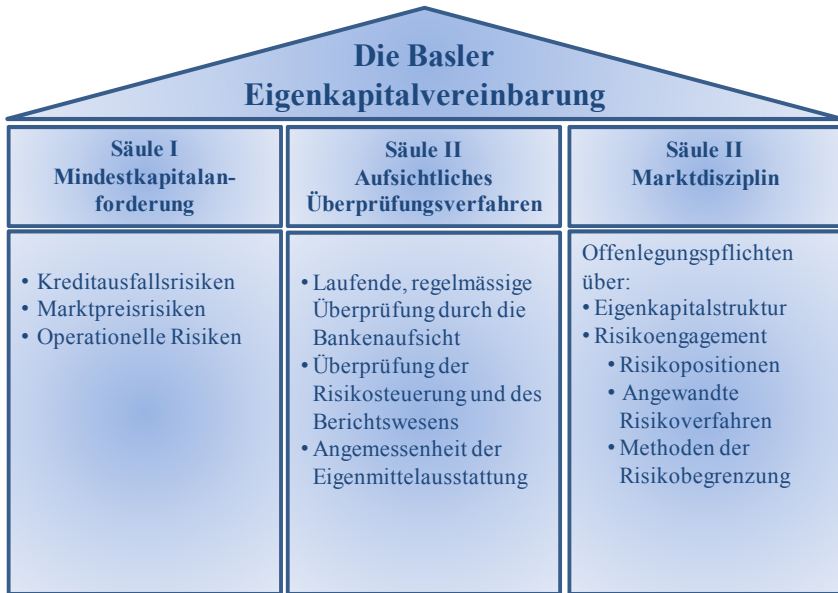 Die Basler
Eigenkapitalvereinbarung
Säule I
Mindestkapitalan-
forderung
Säule II
Aufsichtliches
Überprüfungsverfahren
Säule II
Marktdisziplin
• Kreditausfallsrisiken
• Marktpreisrisiken
• Operationelle Risiken
• Laufende, regelmässige
Überprüfung durch die
Bankenaufsicht
• Überprüfung der
Risikosteuerung und des
Berichtswesens
• Angemessenheit der
Eigenmittelausstattung
Offenlegungspflichten
über:
• Eigenkapitalstruktur
• Risikoengagement
• Risikopositionen
• Angewandte
Risikoverfahren
• Methoden der
Risikobegrenzung